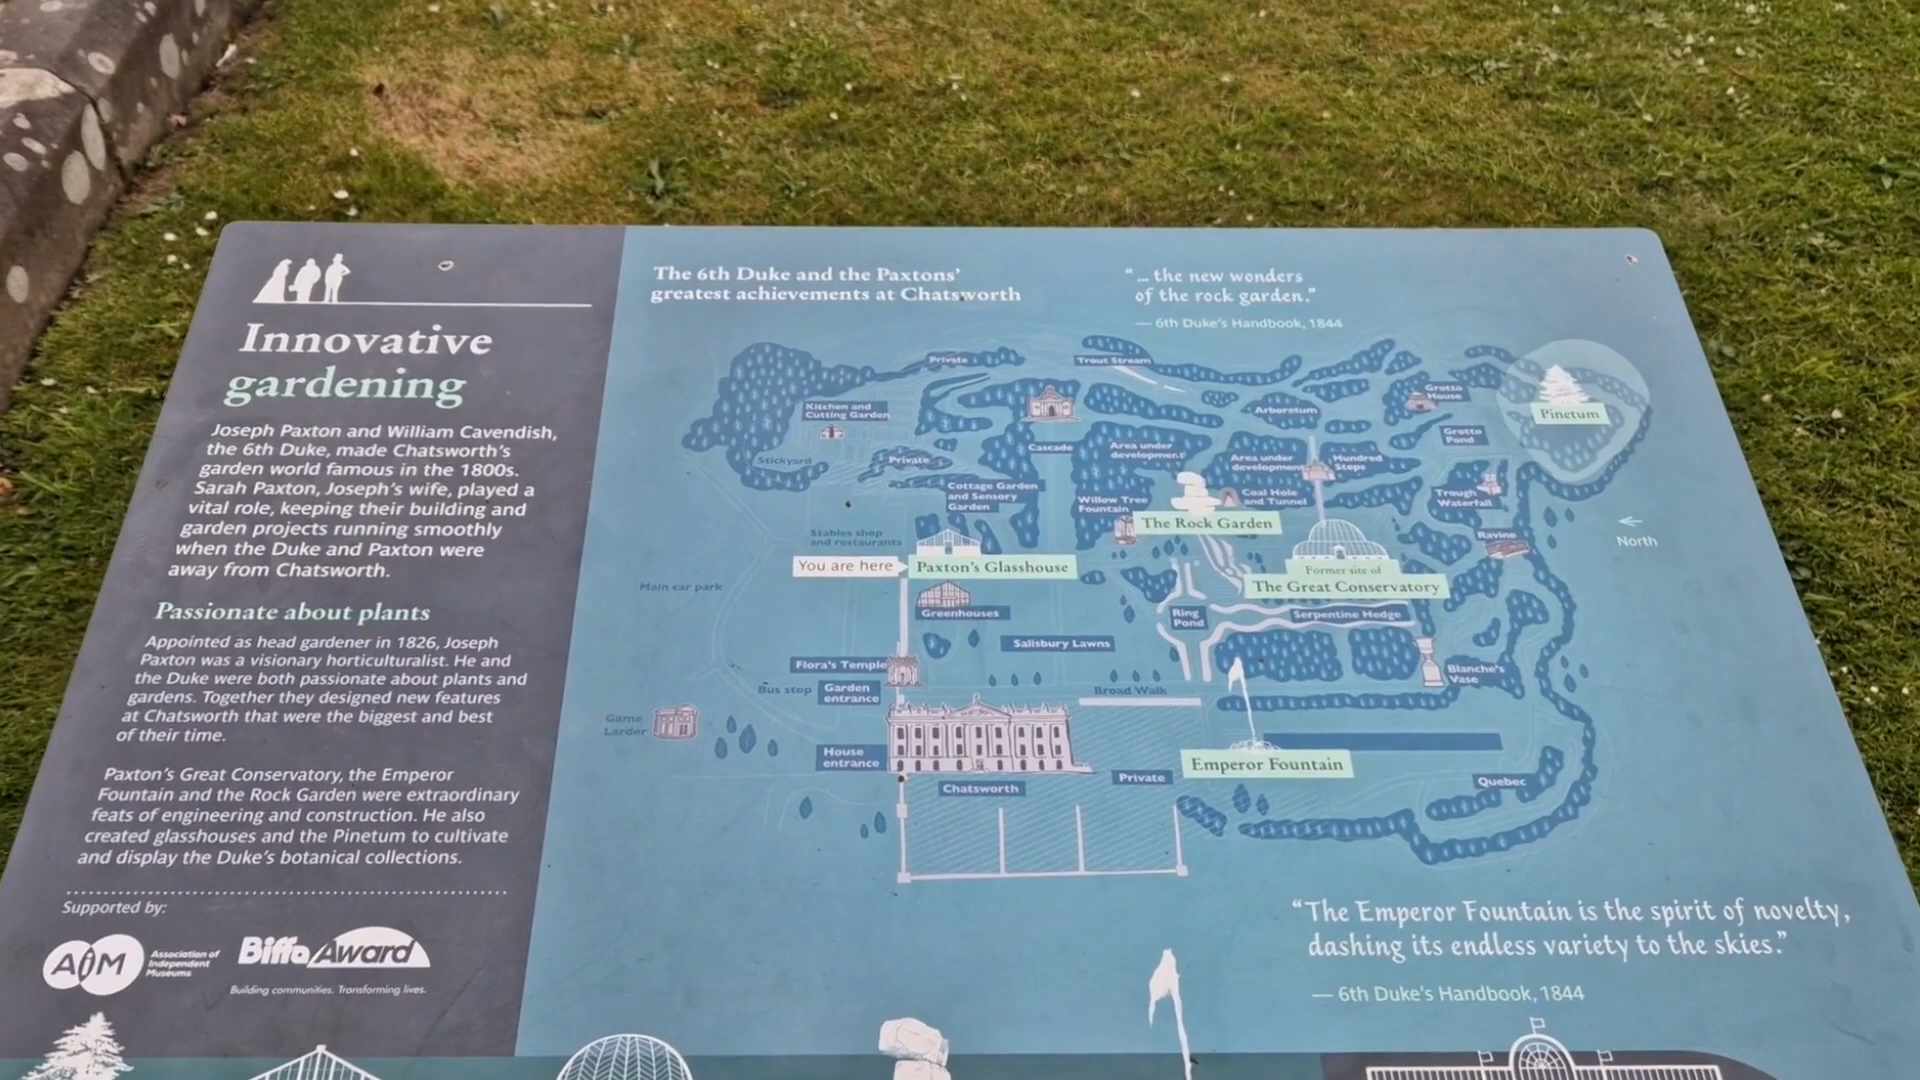 Innovative
gardening
Joseph Paxton and William Cavendish,
the 6th Duke, made Chatsworth's
garden world famous in the 1800s.
Sarah Paxton, Joseph's wife, played a
vital role, keeping their building and
garden projects running smoothly
when the Duke and Paxton were
away from Chatsworth.
Passionate about plants
Appointed as head gardener in 1826, Joseph
Paxton was a visionary horticulturalist. He and
the Duke were both passionate about plants and
gardens. Together they designed new features
at Chatsworth that were the biggest and best
of their time.
Paxton's Great Conservatory, the Emperor
Fountain and the Rock Garden were extraordinary
feats of engineering and construction. He also
created glasshouses and the Pinetum to cultivate
and display the Duke's botanical collections.
Supported by:
AIM
Association of
Independent
Museums
Biffa Award
Building communities. Transforming lives.
The 6th Duke and the Paxtons'
greatest achievements at Chatsworth
"... the new wonders
of the rock garden."
— 6th Duke's Handbook, 1844
Private
Trout Stream
Kitchen and
Cutting Garden
Arboretum
Grotto
House
Pinetum
Grotto
Pond
Stickyard
Private
Cascade
Area under
development
Area under
development
Hundred
Steps
Cottage Garden
and Sensory
Garden
Willow Tree
Fountain
Coal Hole
and Tunnel
Trough
Waterfall
The Rock Garden
Stables shop
and restaurants
Ravine
North
You are here
Paxton's Glasshouse
Former site of
The Great Conservatory
Main car park
Greenhouses
Ring
Pond
Serpentine Hedge
Salisbury Lawns
Flora's Temple
Blanche's
Vase
Bus stop
Garden
entrance
Broad Walk
Game
Larder
House
entrance
Emperor Fountain
Chatsworth
Private
Quebec
"The Emperor Fountain is the spirit of novelty,
dashing its endless variety to the skies."
— 6th Duke's Handbook, 1844